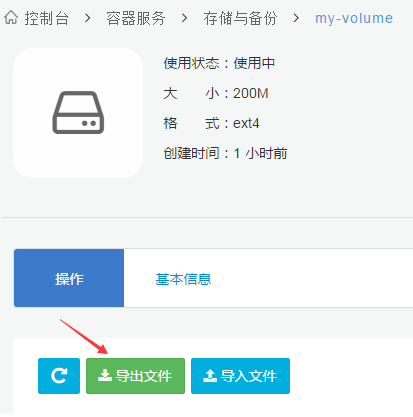 控制台 > 容器服务 > 存储与备份 > my-volume
使用状态：使用中
大 小：200M
格 式：ext4
创建时间：1 小时前
操作 基本信息
导出文件 导入文件